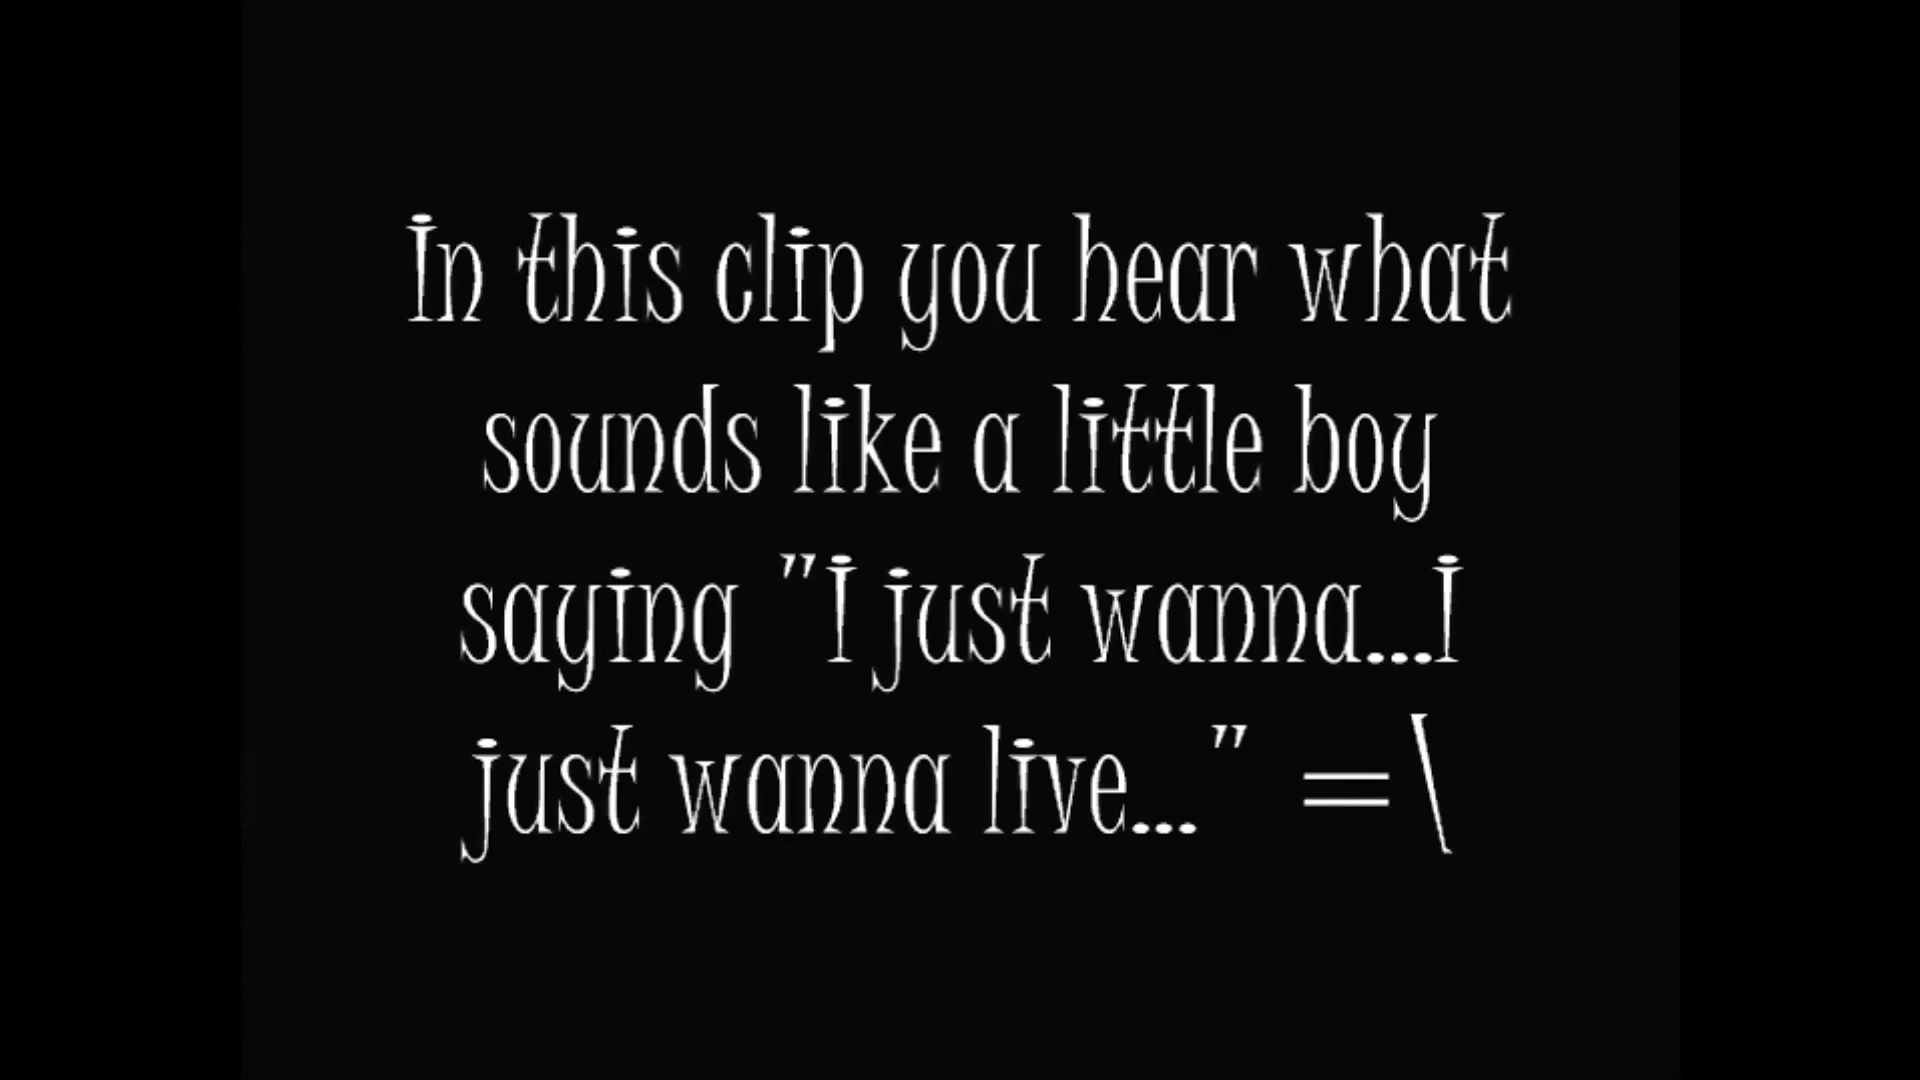 In this clip you hear what
sounds like a little boy
saying "I just wanna...I
just wanna live..." =\